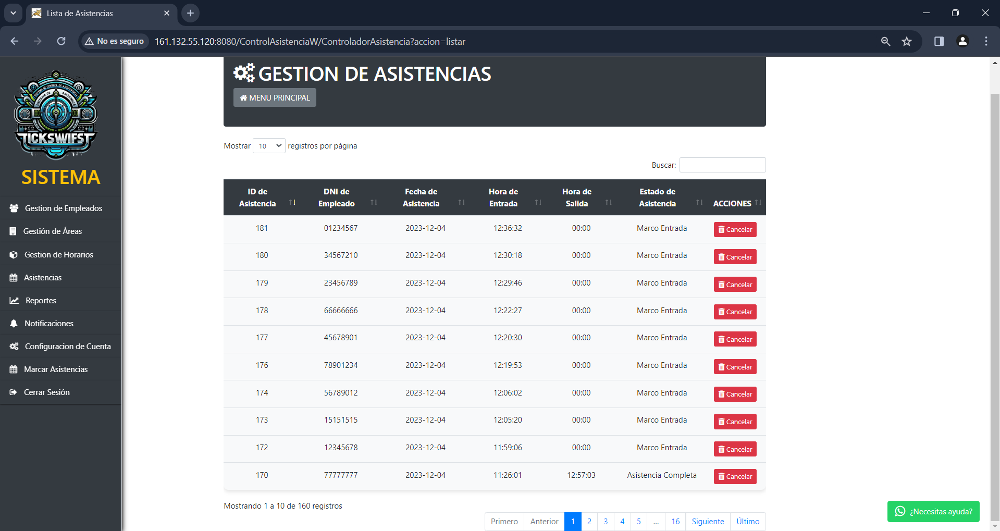 Lista de Asistencias
No es seguro
161.132.55.120:8080/ControlAsistenciaW/ControladorAsistencia?accion=listar
TICKSWIFST
SISTEMA
Gestion de Empleados
Gestión de Áreas
Gestion de Horarios
Asistencias
Reportes
Notificaciones
Configuracion de Cuenta
Marcar Asistencias
Cerrar Sesión
GESTION DE ASISTENCIAS
MENU PRINCIPAL
Mostrar 10 registros por página
Buscar:
ID de Asistencia DNI de Empleado Fecha de Asistencia Hora de Entrada Hora de Salida Estado de Asistencia ACCIONES
181 01234567 2023-12-04 12:36:32 00:00 Marco Entrada Cancelar
180 34567210 2023-12-04 12:30:18 00:00 Marco Entrada Cancelar
179 23456789 2023-12-04 12:29:46 00:00 Marco Entrada Cancelar
178 66666666 2023-12-04 12:22:27 00:00 Marco Entrada Cancelar
177 45678901 2023-12-04 12:20:30 00:00 Marco Entrada Cancelar
176 78901234 2023-12-04 12:19:53 00:00 Marco Entrada Cancelar
174 56789012 2023-12-04 12:06:02 00:00 Marco Entrada Cancelar
173 15151515 2023-12-04 12:05:20 00:00 Marco Entrada Cancelar
172 12345678 2023-12-04 11:59:06 00:00 Marco Entrada Cancelar
170 77777777 2023-12-04 11:26:01 12:57:03 Asistencia Completa Cancelar
Mostrando 1 a 10 de 160 registros
Primero Anterior 1 2 3 4 5 ... 16 Siguiente Último
¿Necesitas ayuda?